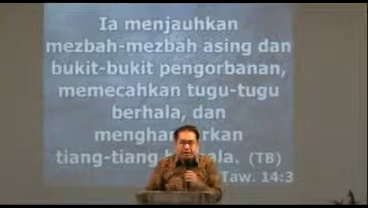 Ia menjauhkan
mezbah-mezbah asing dan
bukit-bukit pengorbanan,
memecahkan tugu-tugu
berhala, dan
tiang-tiang (TB)
Taw. 14:3